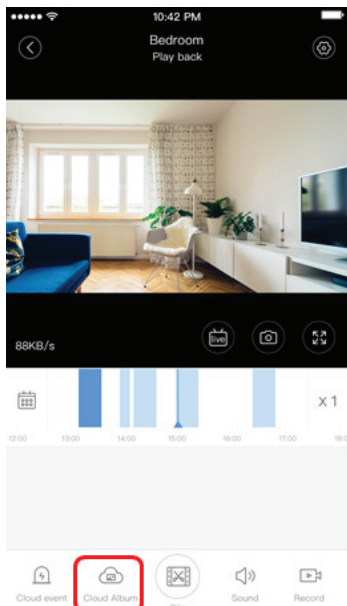 10:42 PM
Bedroom
Play back
live
88KB/s
X 1
12:00 13:00 14:00 15:00 16:00 17:00
Cloud event Cloud Album Sound Record